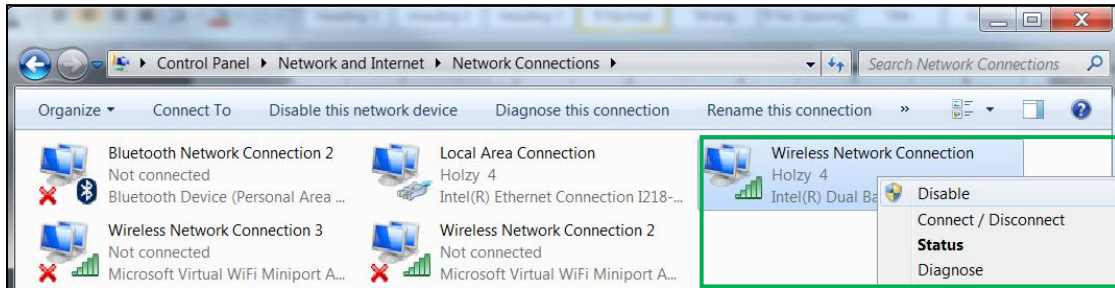 Control Panel ▸ Network and Internet ▸ Network Connections ▸
Search Network Connections
Organize ▾ Connect To Disable this network device Diagnose this connection Rename this connection »
Bluetooth Network Connection 2
Not connected
Bluetooth Device (Personal Area ...
Local Area Connection
Holzy 4
Intel(R) Ethernet Connection I218-...
Wireless Network Connection
Holzy 4
Intel(R) Dual Ba
Wireless Network Connection 3
Not connected
Microsoft Virtual WiFi Miniport A...
Wireless Network Connection 2
Not connected
Microsoft Virtual WiFi Miniport A...
Disable
Connect / Disconnect
Status
Diagnose